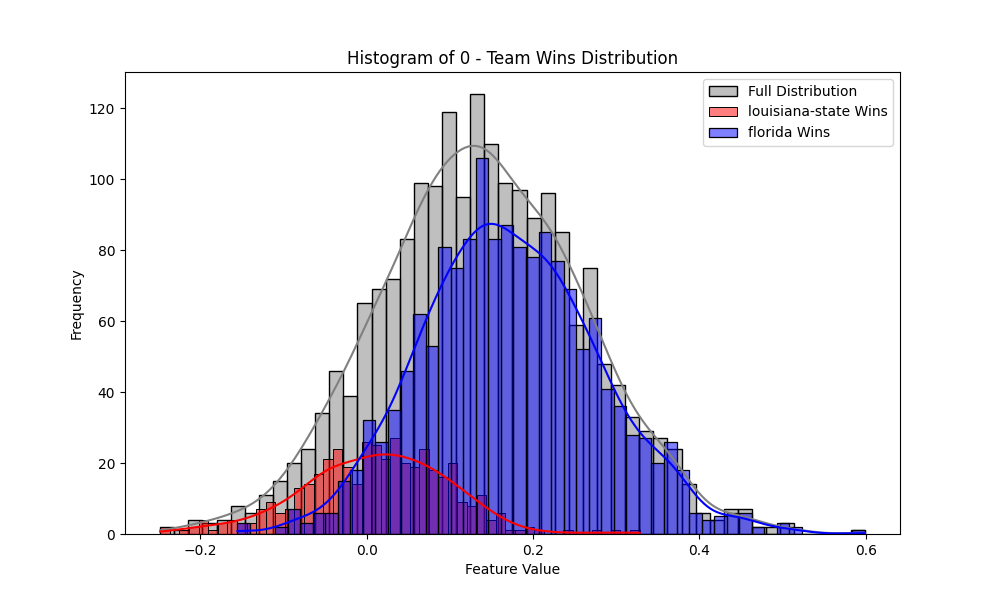 Histogram of 0 - Team Wins Distribution
Full Distribution
louisiana-state Wins
florida Wins
Frequency
120
100
80
60
40
20
0
−0.2 0.0 0.2 0.4 0.6
Feature Value